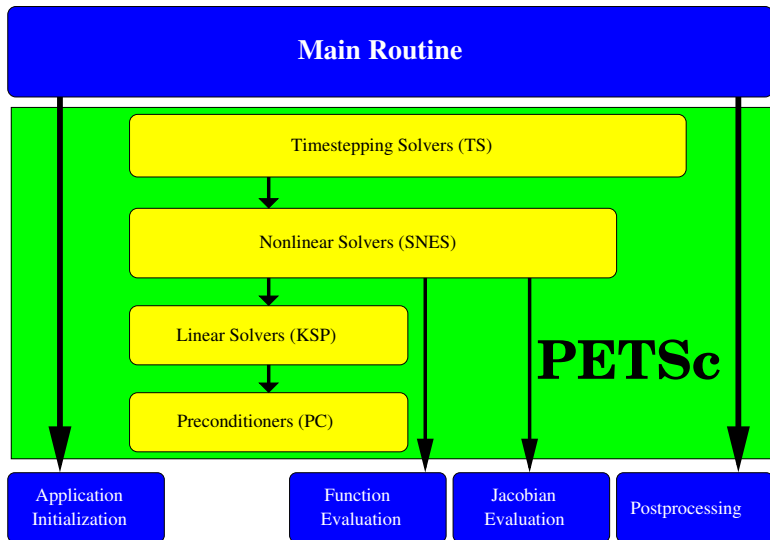 Main Routine
Timestepping Solvers (TS)
Nonlinear Solvers (SNES)
Linear Solvers (KSP)
PETSc
Preconditioners (PC)
Application
Initialization
Function
Evaluation
Jacobian
Evaluation
Postprocessing